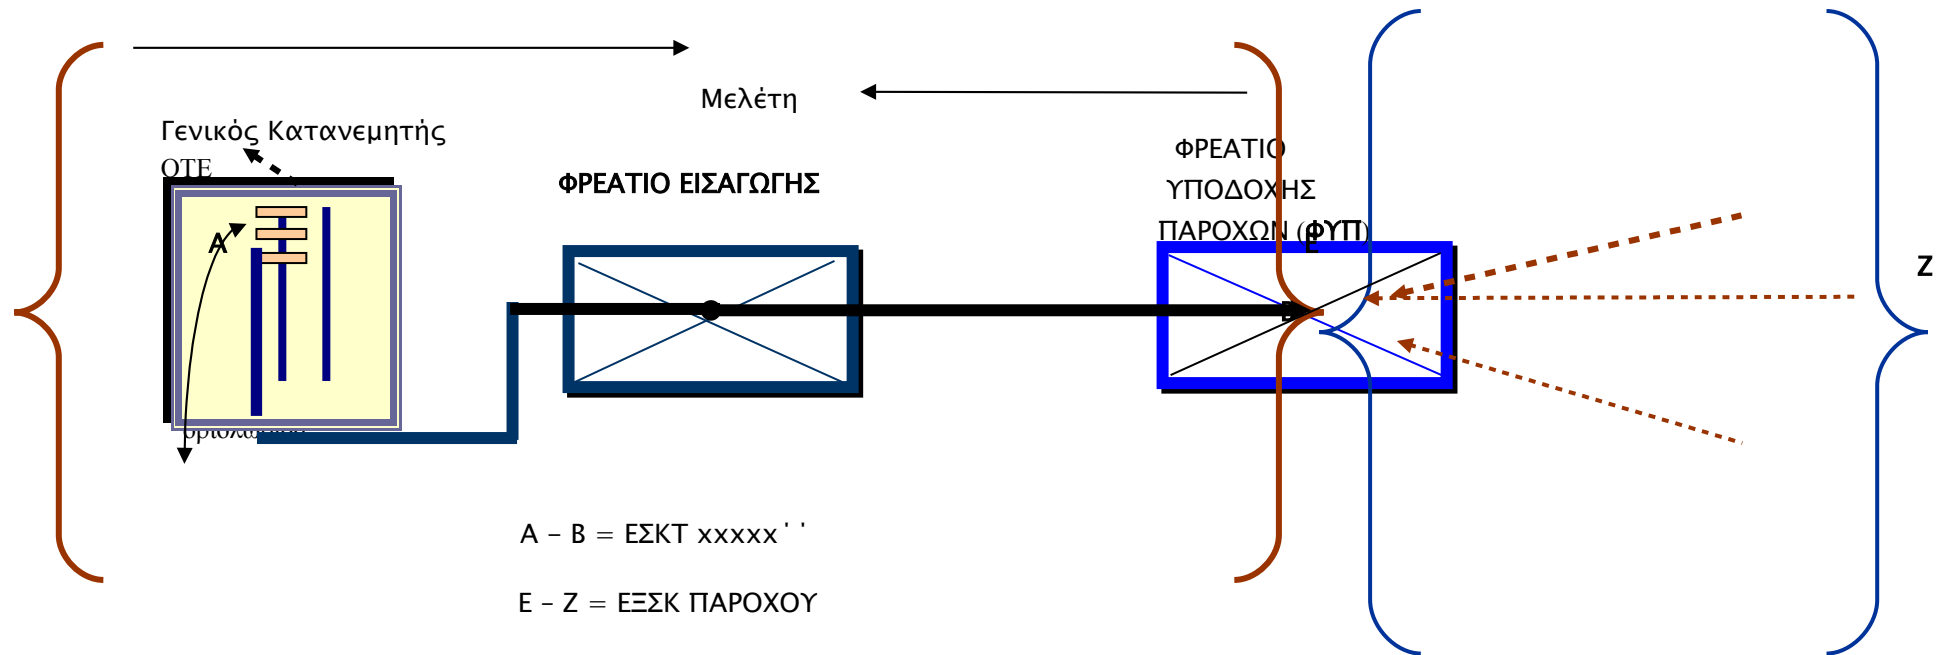 Μελέτη
Γενικός Κατανεμητής
ΟΤΕ
ΦΡΕΑΤΙΟ ΕΙΣΑΓΩΓΗΣ
ΦΡΕΑΤΙΟ
ΥΠΟΔΟΧΗΣ
ΠΑΡΟΧΩΝ (ΦΥΠ)
Α
Ε
Ζ
Β
Α – Β = ΕΣΚΤ xxxxx΄΄
Ε – Ζ = ΕΞΣΚ ΠΑΡΟΧΟΥ